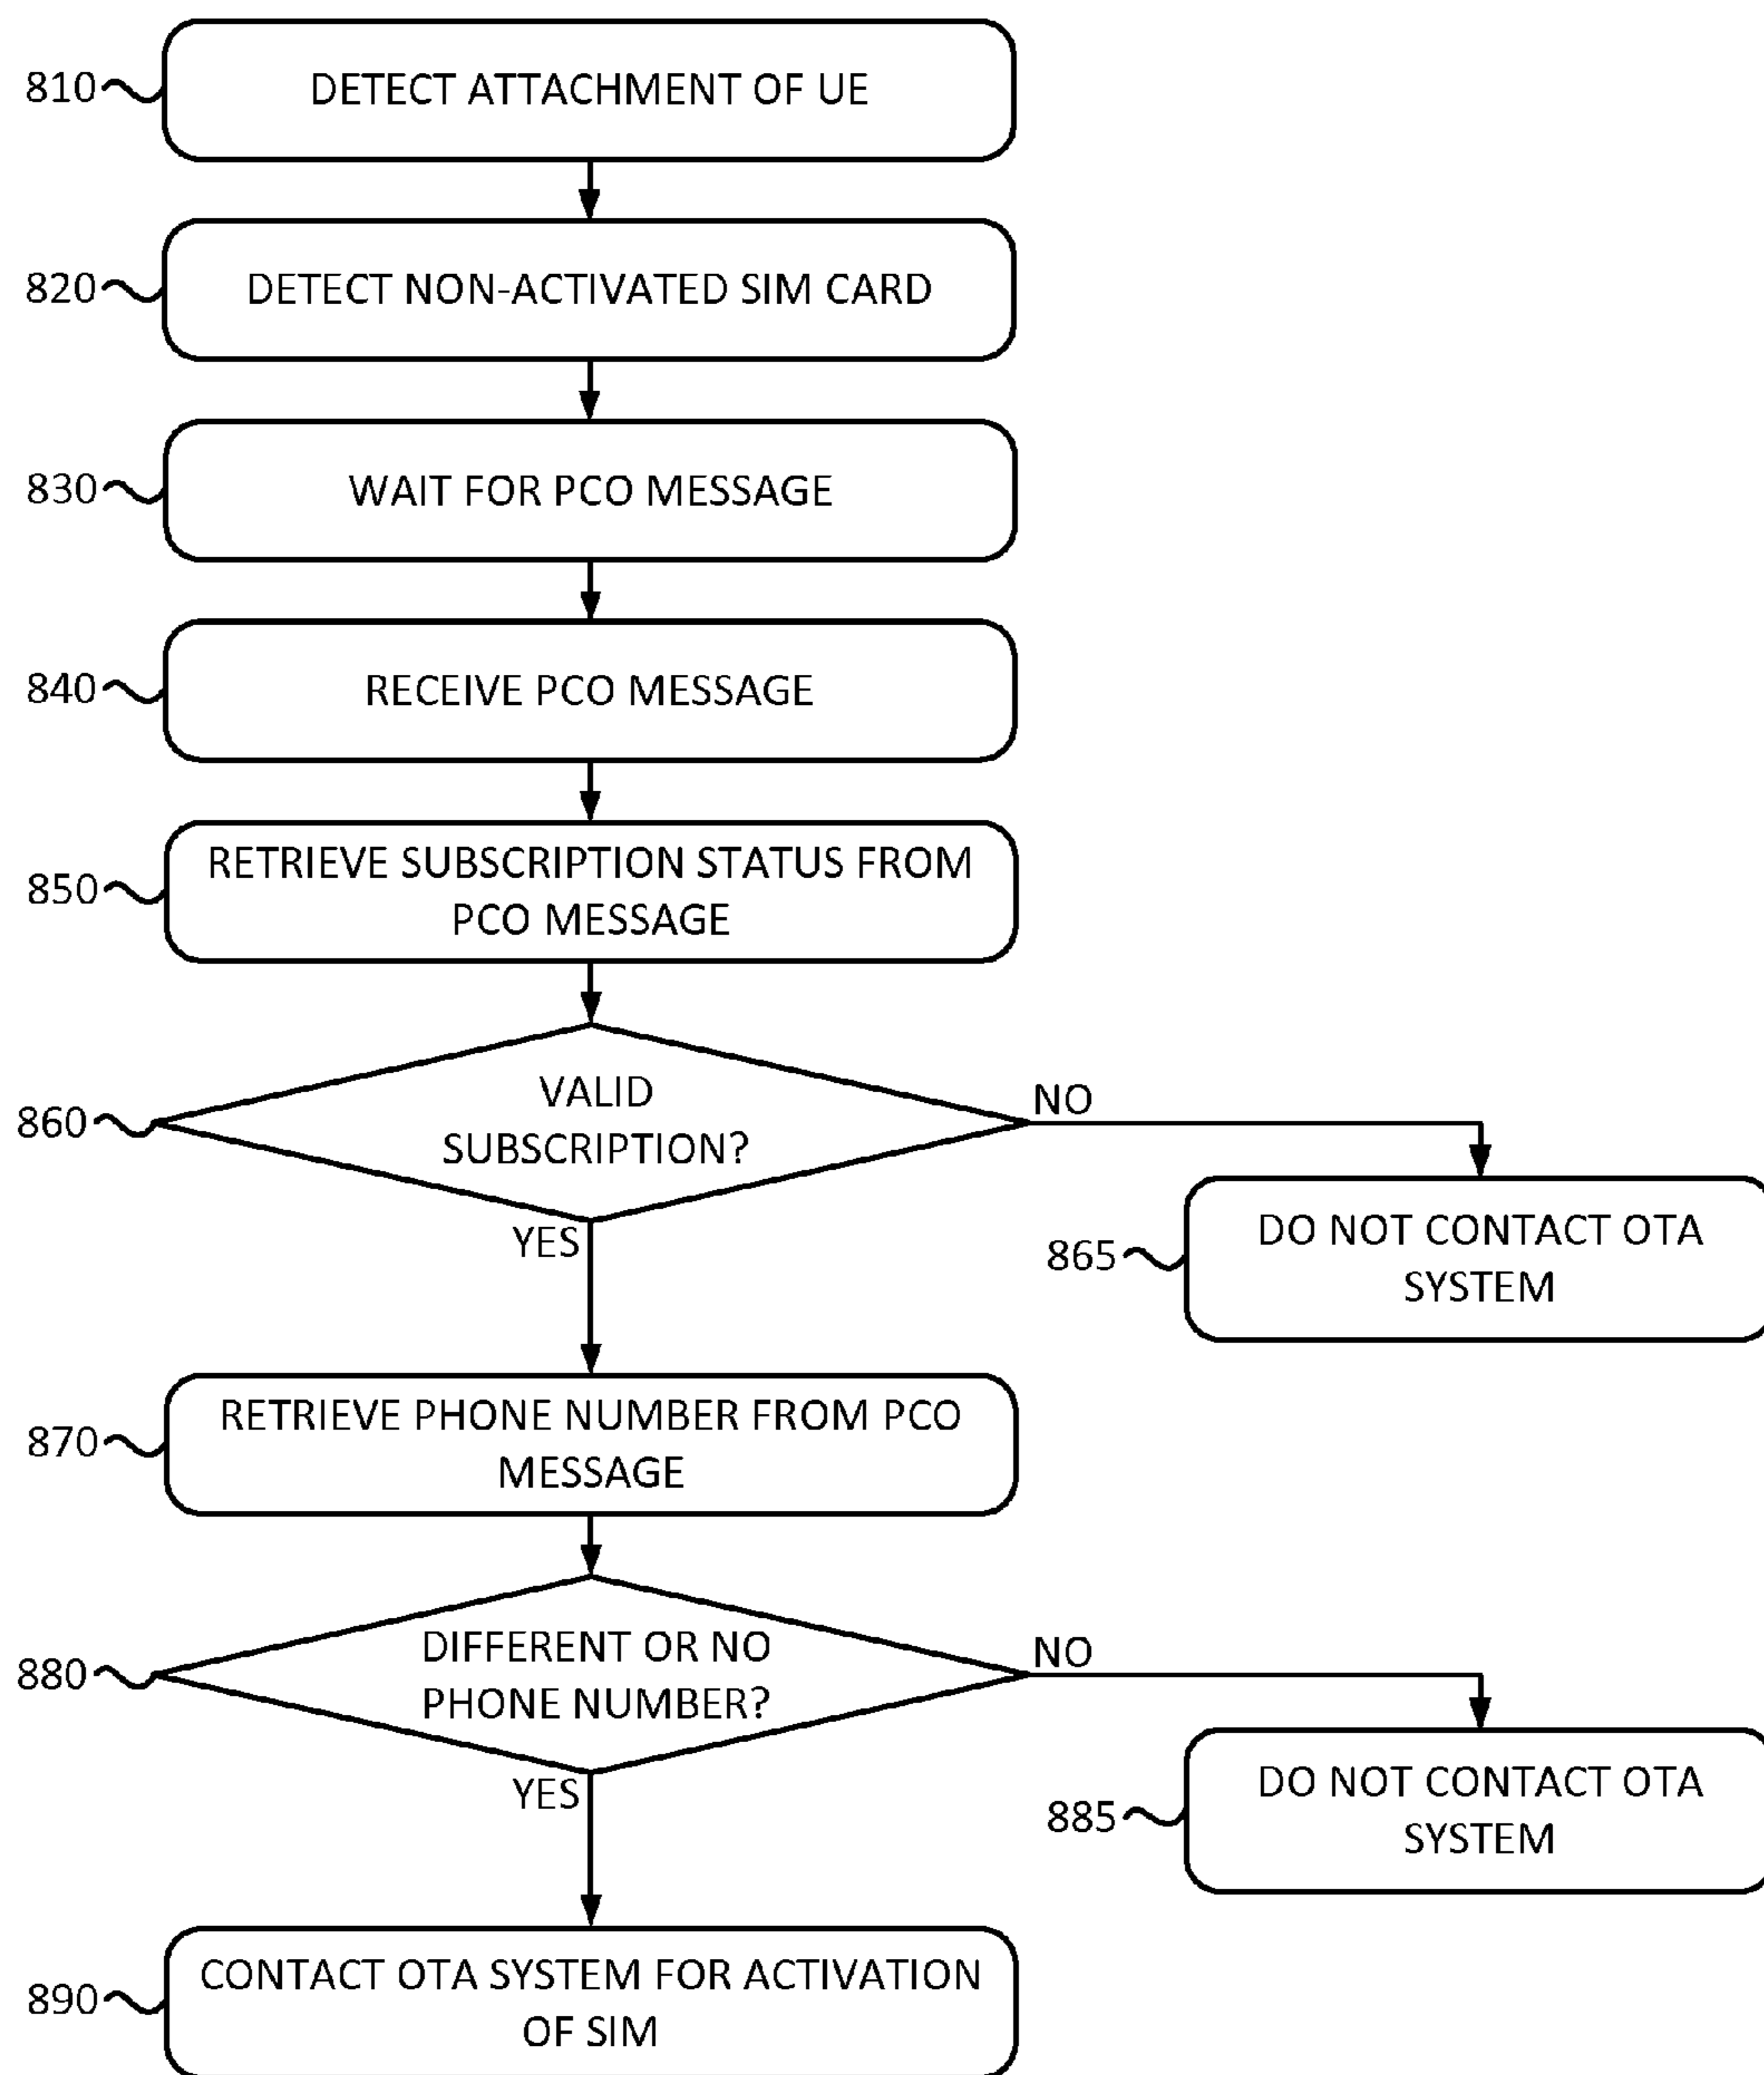 810
DETECT ATTACHMENT OF UE
820
DETECT NON-ACTIVATED SIM CARD
830
WAIT FOR PCO MESSAGE
840
RECEIVE PCO MESSAGE
850
RETRIEVE SUBSCRIPTION STATUS FROM
PCO MESSAGE
860
VALID
SUBSCRIPTION?
NO
YES
865
DO NOT CONTACT OTA
SYSTEM
870
RETRIEVE PHONE NUMBER FROM PCO
MESSAGE
880
DIFFERENT OR NO
PHONE NUMBER?
NO
YES
885
DO NOT CONTACT OTA
SYSTEM
890
CONTACT OTA SYSTEM FOR ACTIVATION
OF SIM